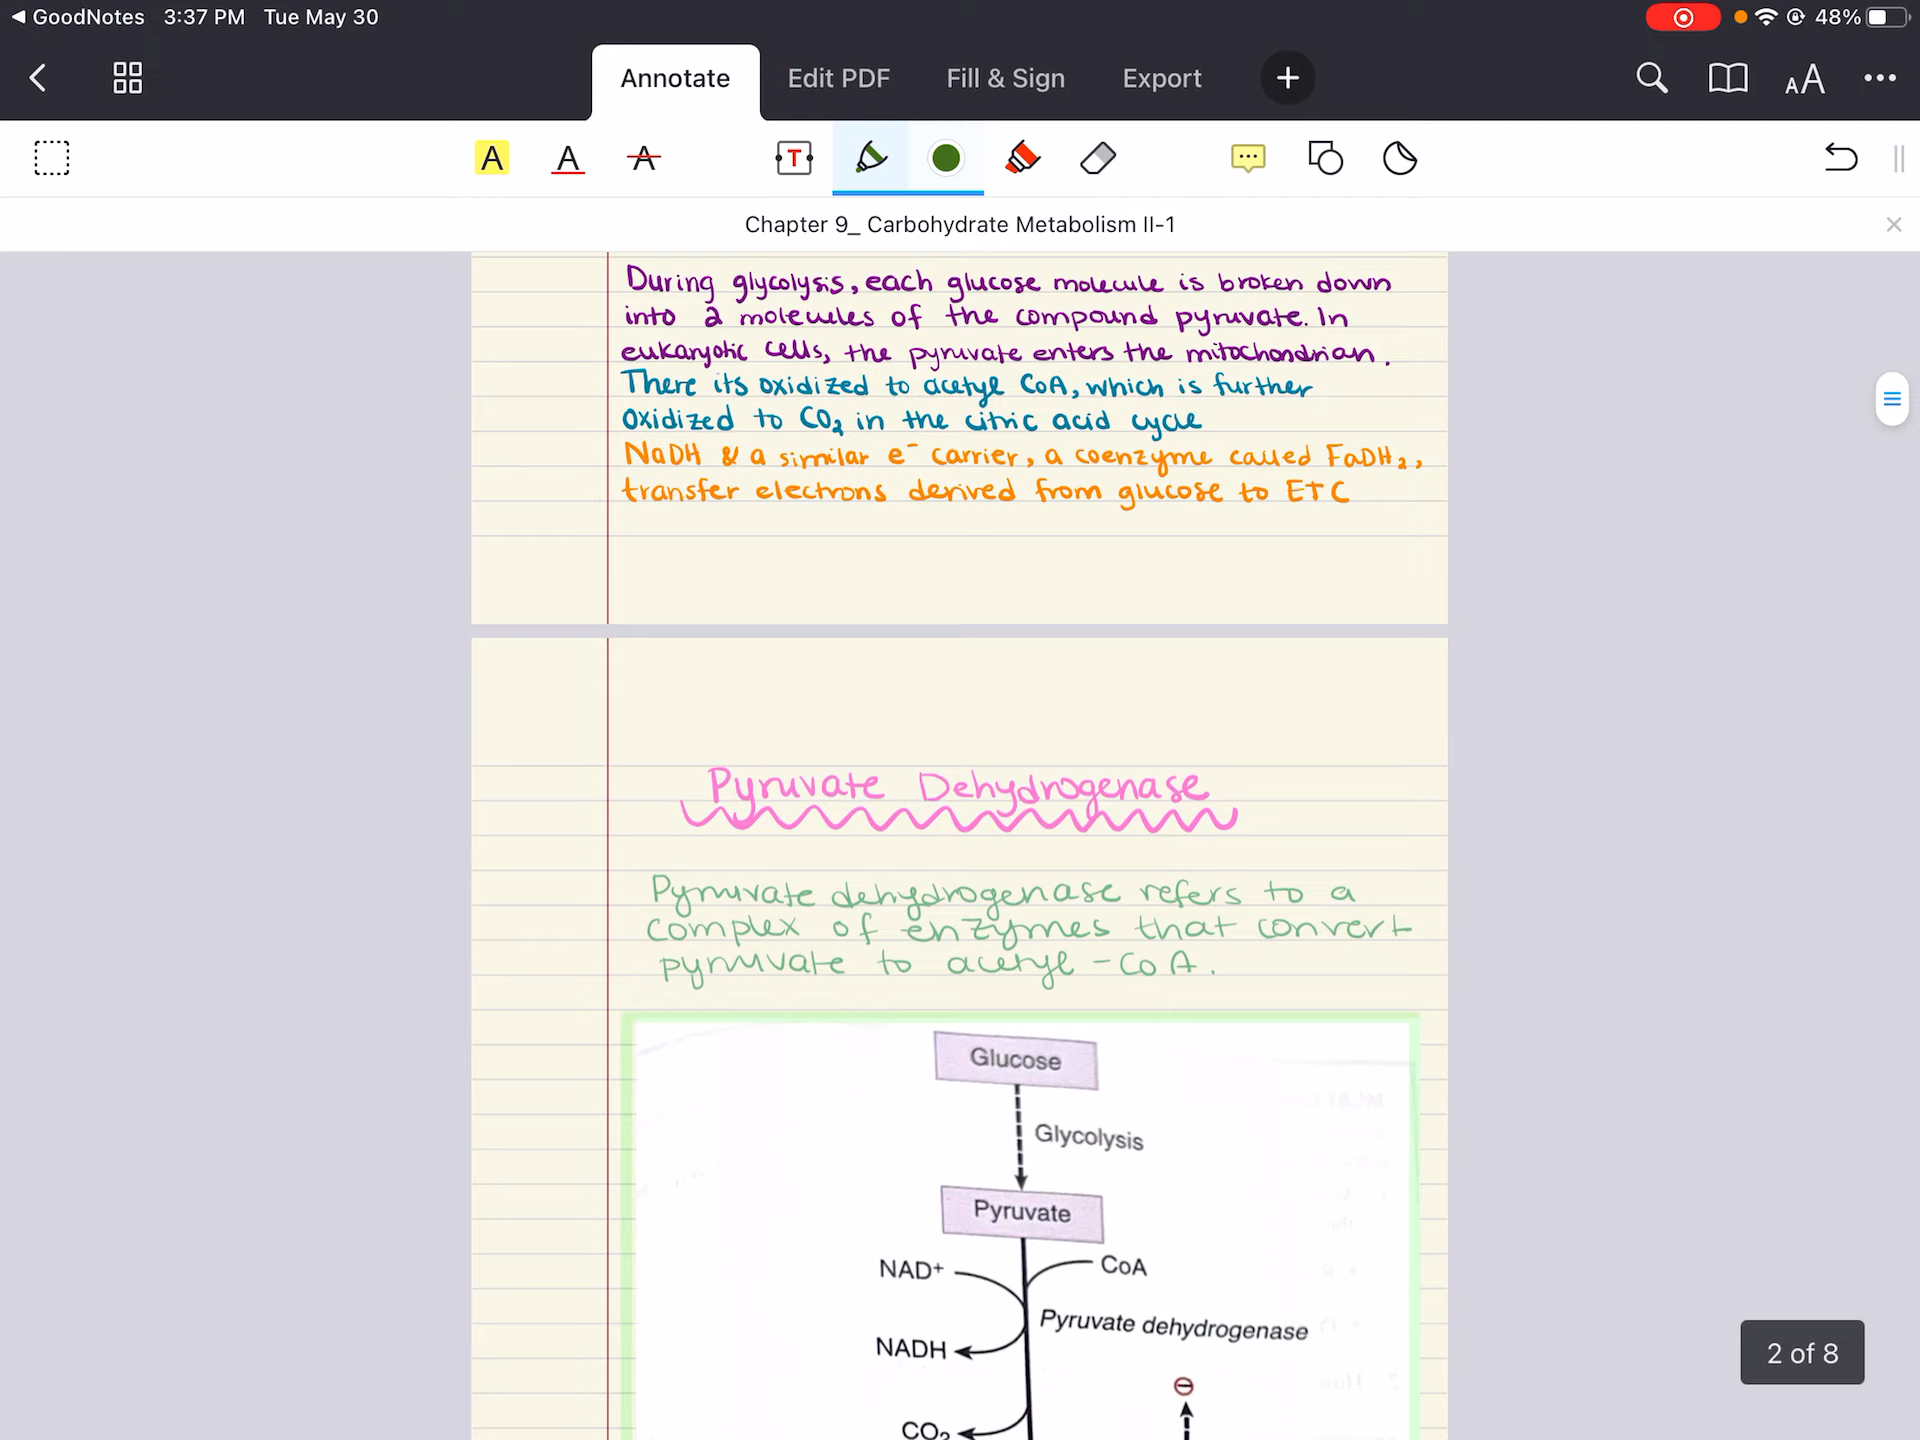 GoodNotes 3:37 PM Tue May 30 48%
Annotate Edit PDF Fill & Sign Export
A A A T
Chapter 9_ Carbohydrate Metabolism II-1
During glycolysis, each glucose molecule is broken down
into 2 molecules of the compound pyruvate. In
eukaryotic cells, the pyruvate enters the mitochondrian.
There its oxidized to acetyl CoA, which is further
oxidized to CO₂ in the citric acid cycle
NaDH & a similar e⁻ carrier, a coenzyme called FaDH₂,
transfer electrons derived from glucose to ETC
Pyruvate Dehydrogenase
Pyruvate dehydrogenase refers to a
complex of enzymes that convert
pyruvate to acetyl-CoA.
Glucose
Glycolysis
Pyruvate
NAD⁺ CoA
Pyruvate dehydrogenase
NADH
CO₂
2 of 8